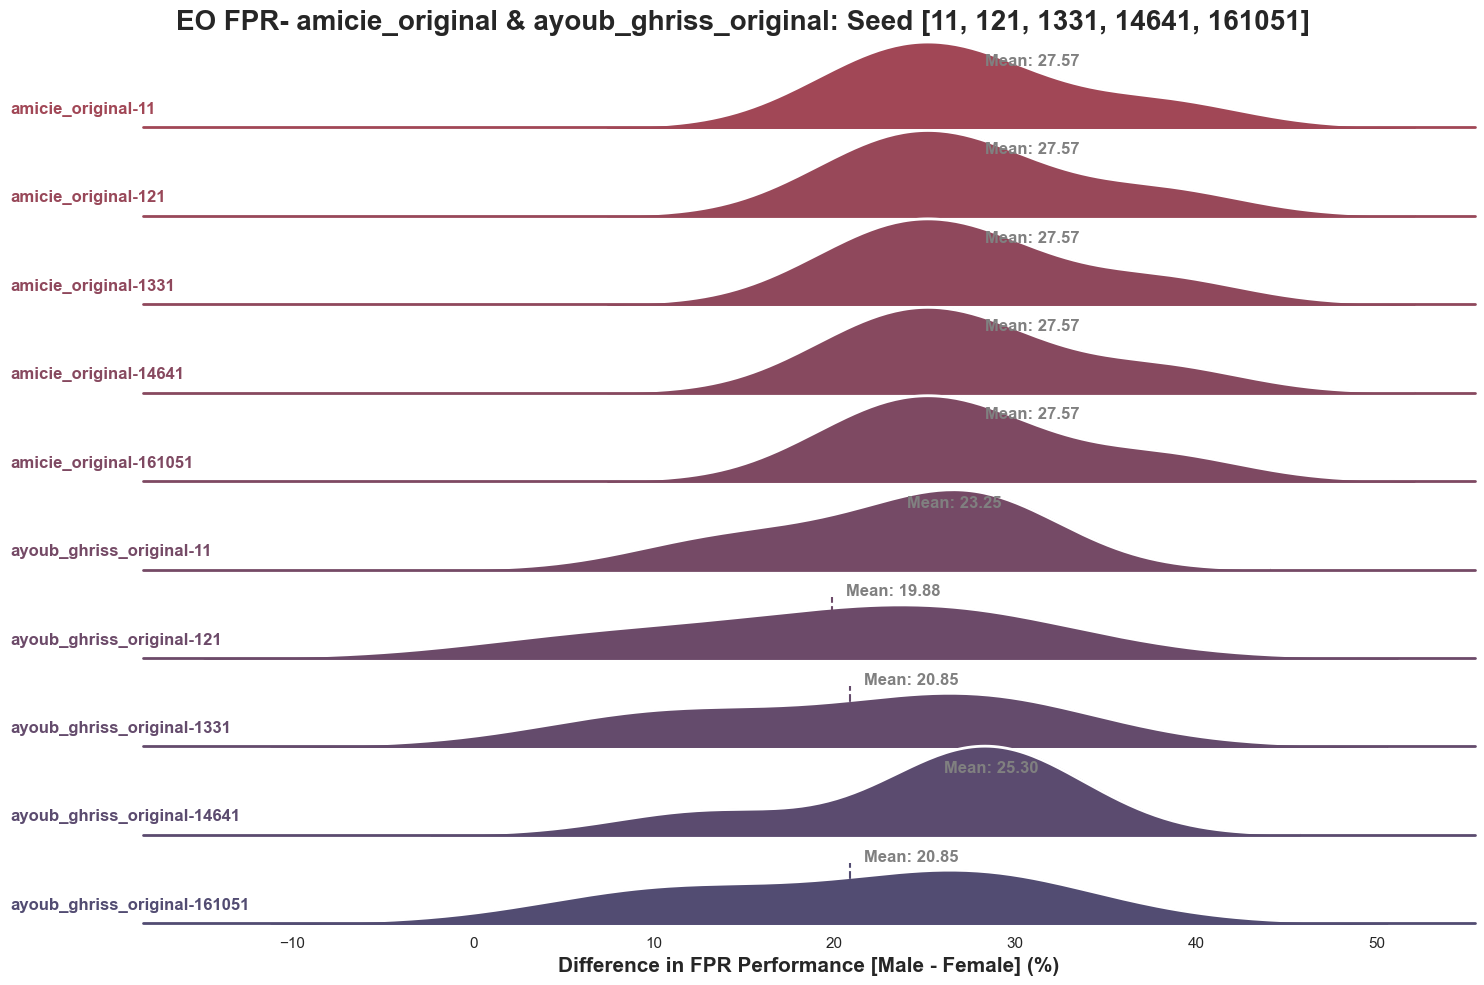 EO FPR- amicie_original & ayoub_ghriss_original: Seed [11, 121, 1331, 14641, 161051]
Mean: 27.57
amicie_original-11
Mean: 27.57
amicie_original-121
Mean: 27.57
amicie_original-1331
Mean: 27.57
amicie_original-14641
Mean: 27.57
amicie_original-161051
Mean: 23.25
ayoub_ghriss_original-11
Mean: 19.88
ayoub_ghriss_original-121
Mean: 20.85
ayoub_ghriss_original-1331
Mean: 25.30
ayoub_ghriss_original-14641
Mean: 20.85
ayoub_ghriss_original-161051
−10 0 10 20 30 40 50
Difference in FPR Performance [Male - Female] (%)